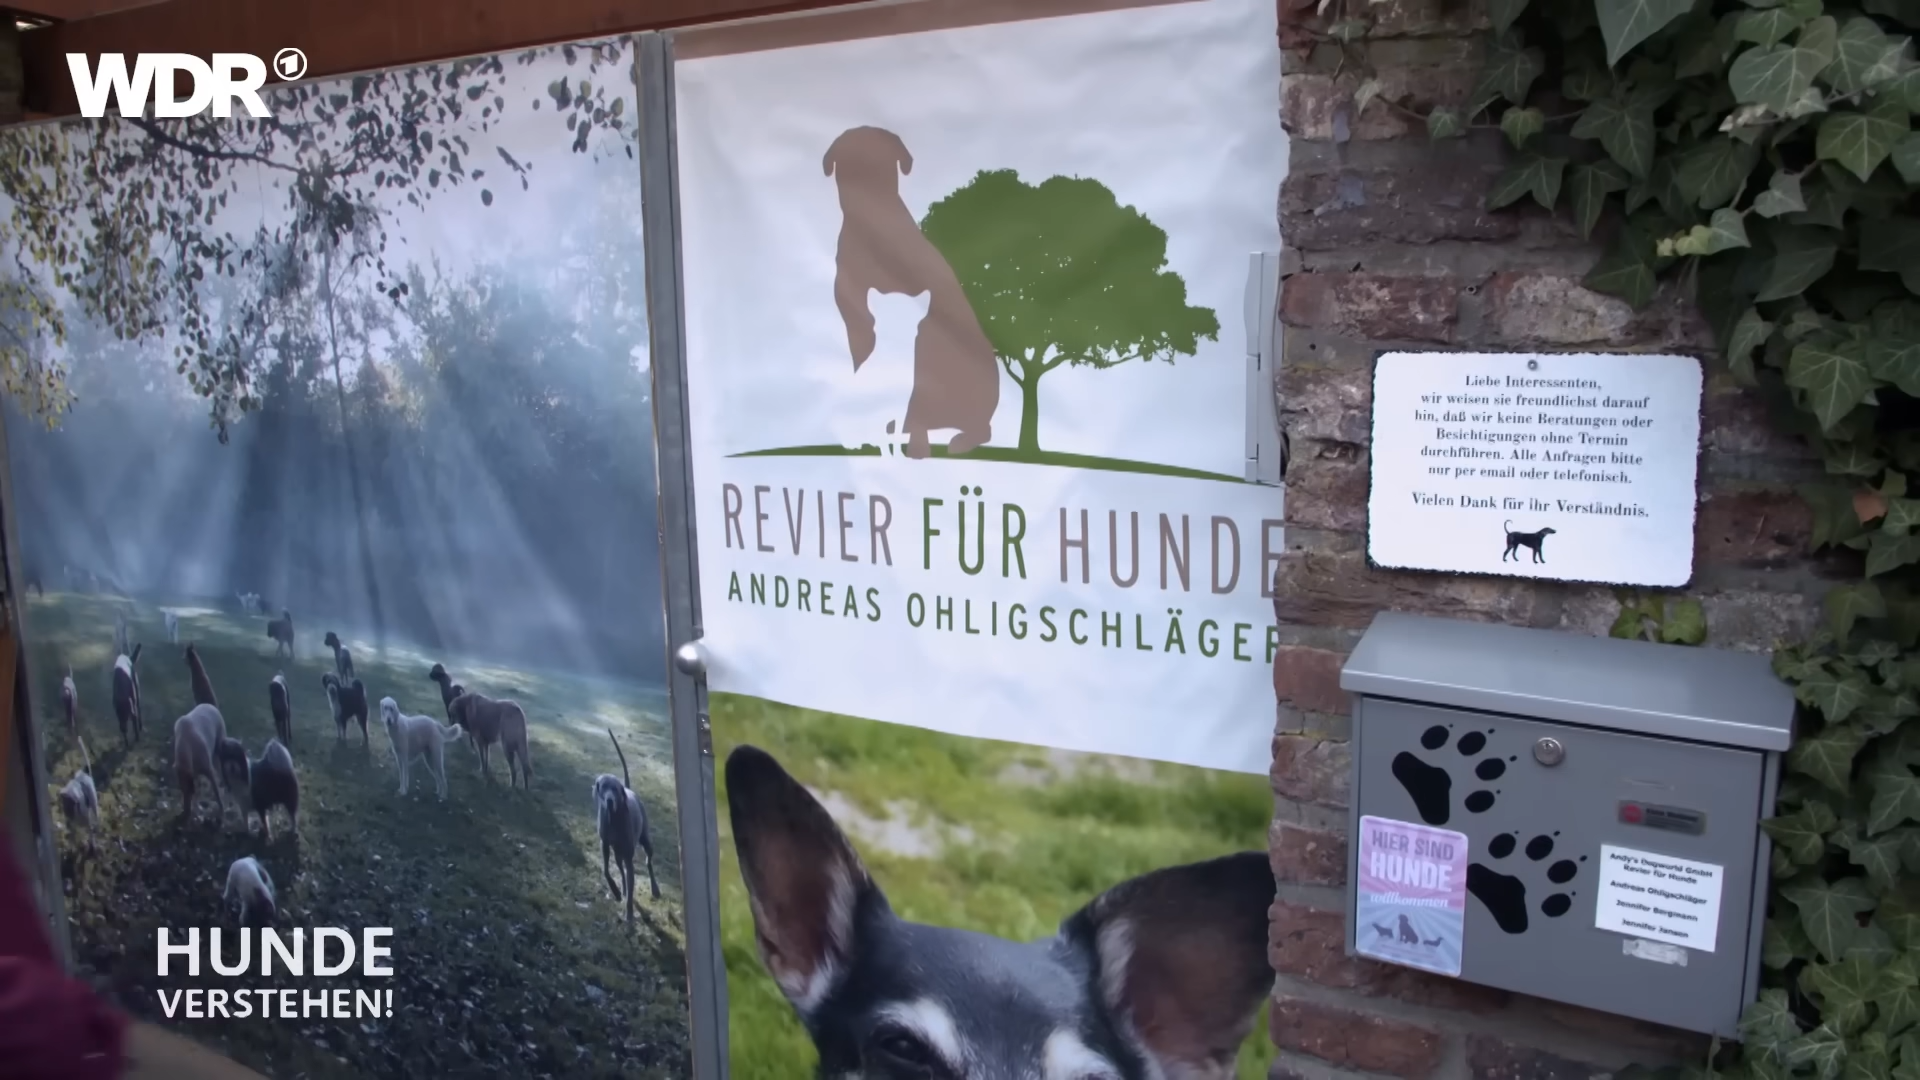 WDR
REVIER FÜR HUNDE
ANDREAS OHLIGSCHLÄGER
Liebe Interessenten,
wir weisen sie freundlichst darauf
hin, daß wir keine Beratungen oder
Besichtigungen ohne Termin
durchführen. Alle Anfragen bitte
nur per email oder telefonisch.
Vielen Dank für ihr Verständnis.
HIER SIND
HUNDE
willkommen
Andy's Dogworld GmbH
Revier für Hunde
Andreas Ohligschläger
Jennifer Bergmann
Jennifer Jansen
HUNDE
VERSTEHEN!